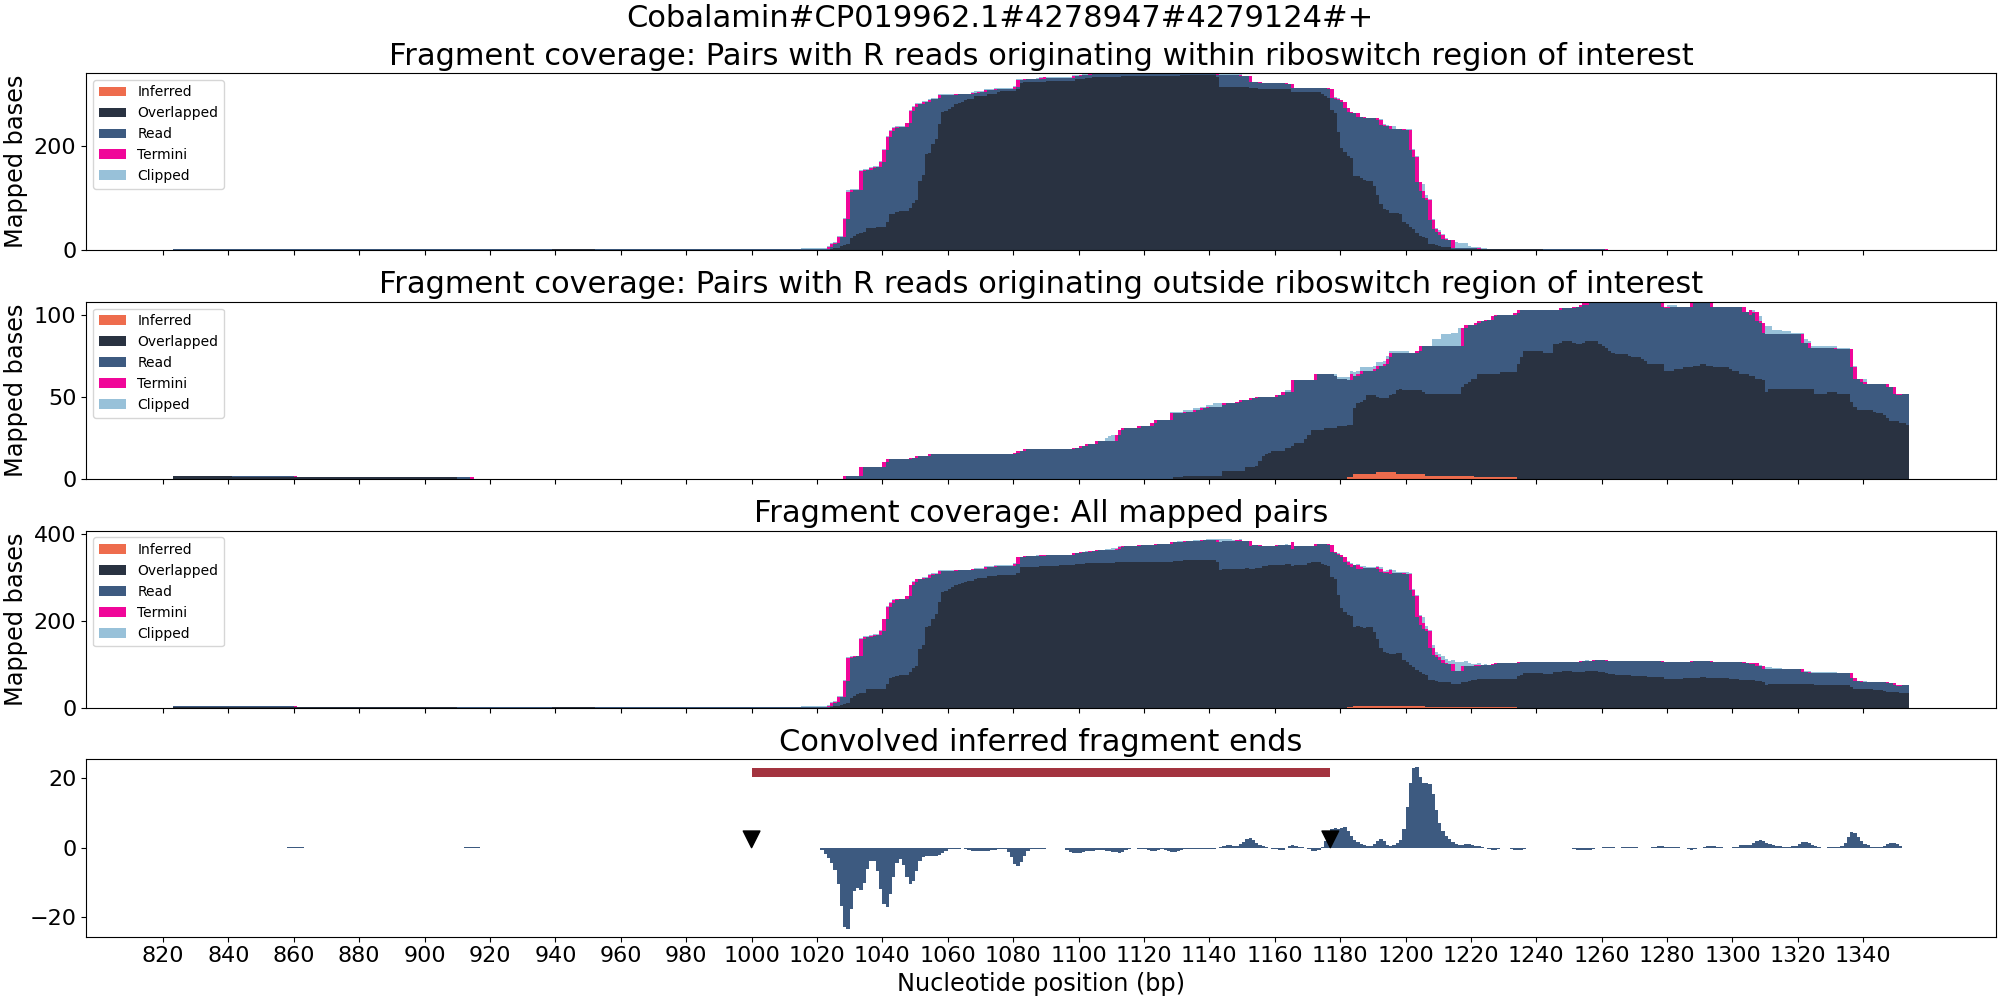 Cobalamin#CP019962.1#4278947#4279124#+
Fragment coverage: Pairs with R reads originating within riboswitch region of interest
Mapped bases
200
0
Inferred
Overlapped
Read
Termini
Clipped
Fragment coverage: Pairs with R reads originating outside riboswitch region of interest
Mapped bases
100
50
0
Inferred
Overlapped
Read
Termini
Clipped
Fragment coverage: All mapped pairs
Mapped bases
400
200
0
Inferred
Overlapped
Read
Termini
Clipped
Convolved inferred fragment ends
20
0
−20
820 840 860 880 900 920 940 960 980 1000 1020 1040 1060 1080 1100 1120 1140 1160 1180 1200 1220 1240 1260 1280 1300 1320 1340
Nucleotide position (bp)